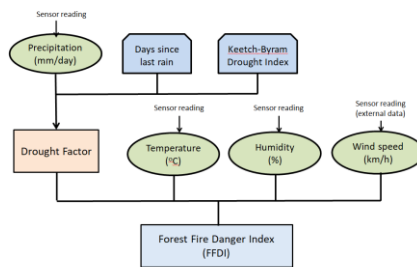 Sensor reading
Precipitation
(mm/day)
Days since
last rain
Keetch-Byram
Drought Index
Sensor reading
Sensor reading
Sensor reading
(external data)
Drought Factor
Temperature
(ºC)
Humidity
(%)
Wind speed
(km/h)
Forest Fire Danger Index
(FFDI)